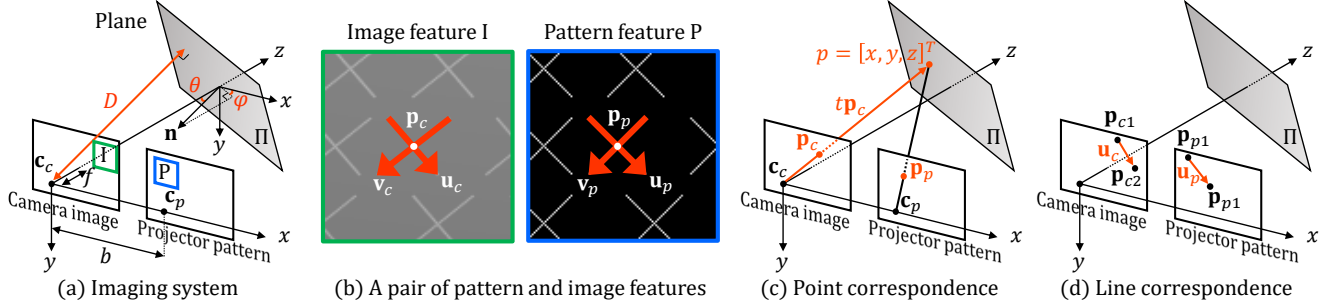 Plane
z
D
θ
φ
x
n
y
Π
c_c
I
f
P
c_p
Camera image
Projector pattern
x
y
b
(a) Imaging system
Image feature I
p_c
v_c
u_c
Pattern feature P
p_p
v_p
u_p
(b) A pair of pattern and image features
p = [x, y, z]^T
z
tp_c
Π
p_c
c_c
p_p
c_p
Camera image
Projector pattern
x
y
(c) Point correspondence
z
Π
p_c1
u_c
p_c2
p_p1
u_p
p_p1
Camera image
Projector pattern
x
y
(d) Line correspondence